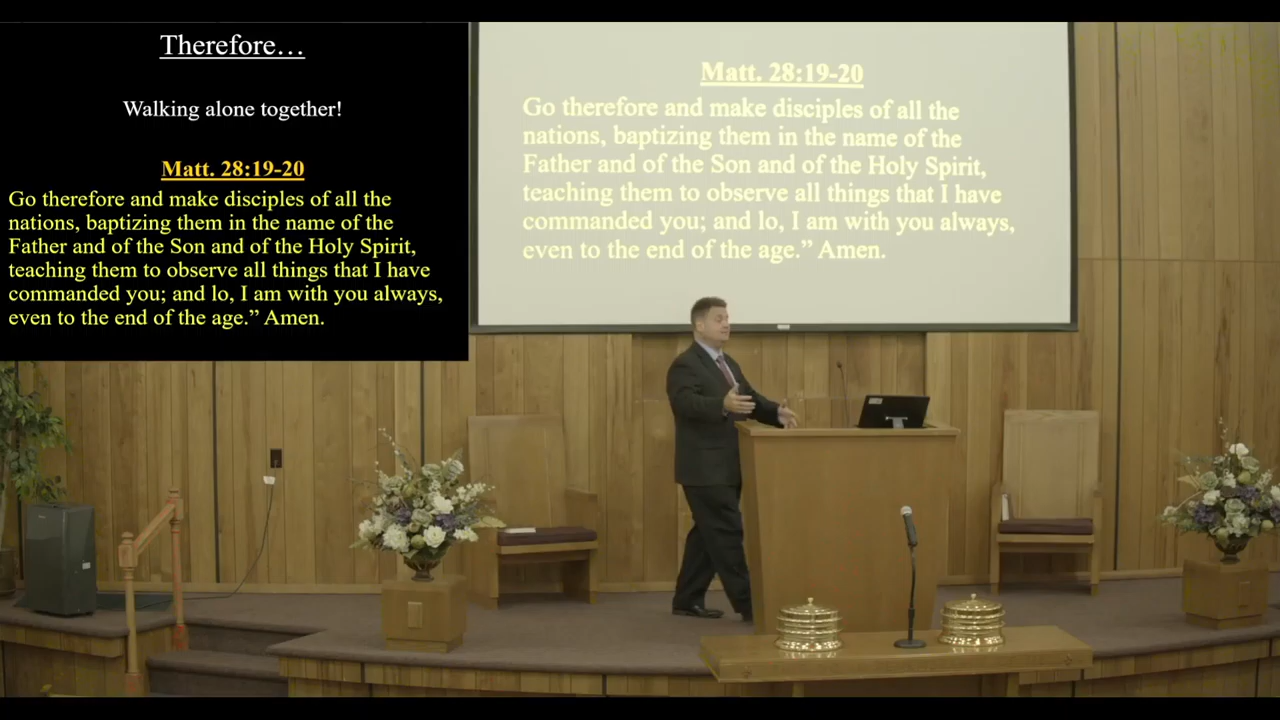 Therefore…
Walking alone together!
Matt. 28:19-20
Go therefore and make disciples of all the
nations, baptizing them in the name of the
Father and of the Son and of the Holy Spirit,
teaching them to observe all things that I have
commanded you; and lo, I am with you always,
even to the end of the age.” Amen.
Matt. 28:19-20
Go therefore and make disciples of all the
nations, baptizing them in the name of the
Father and of the Son and of the Holy Spirit,
teaching them to observe all things that I have
commanded you; and lo, I am with you always,
even to the end of the age.” Amen.